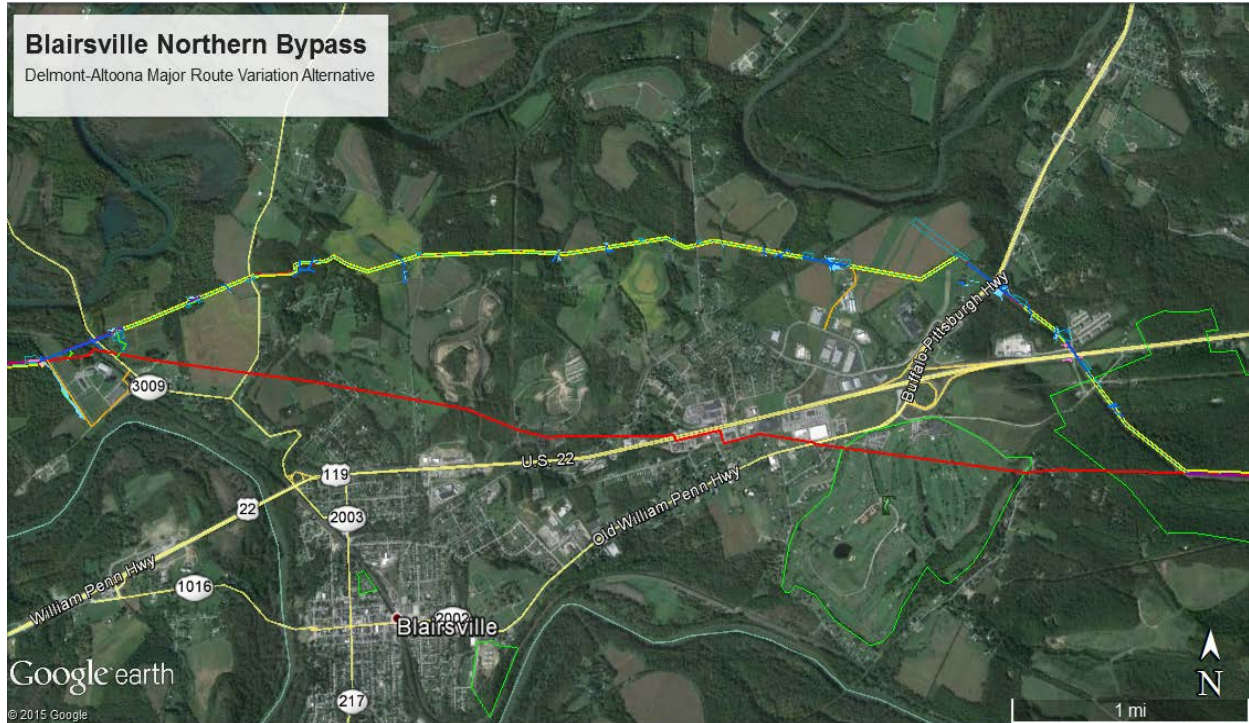 Blairsville Northern Bypass
Delmont-Altoona Major Route Variation Alternative
Buffalo-Pittsburgh Hwy
3009
U.S. 22
119
22
2003
Old William Penn Hwy
William Penn Hwy
1016
2002
Blairsville
217
Google earth
© 2015 Google
N
1 mi